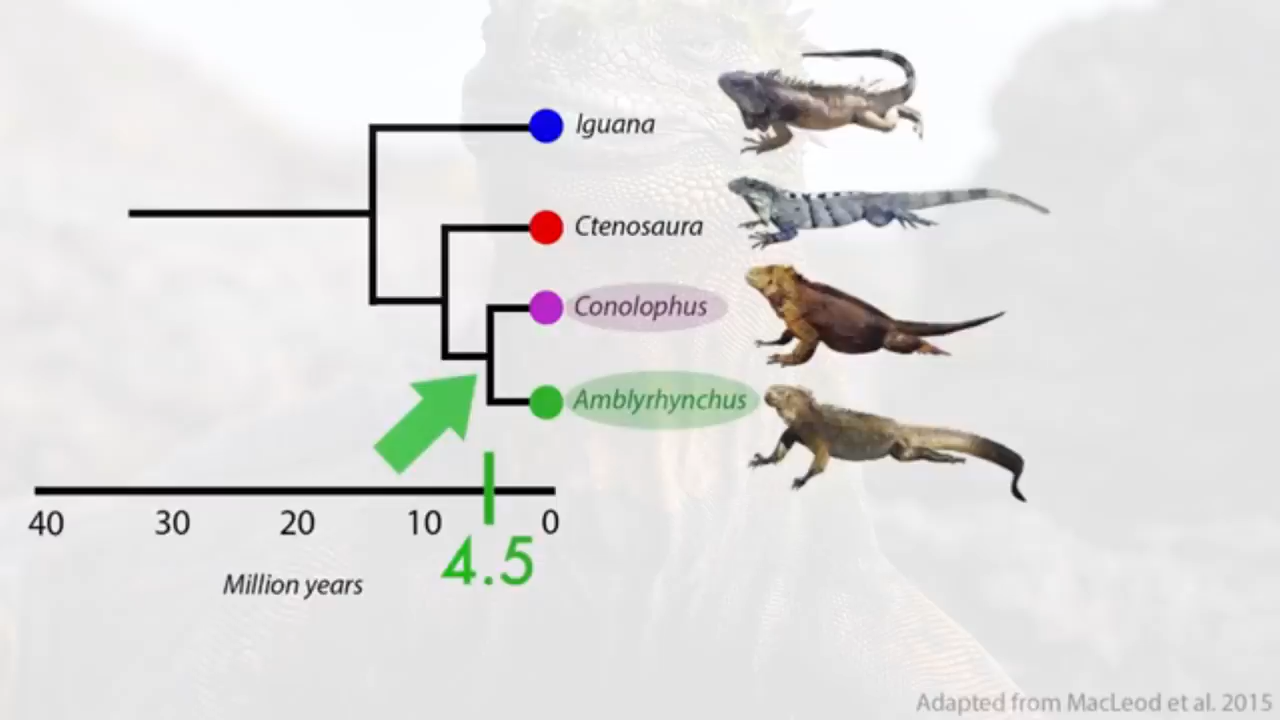 Iguana
Ctenosaura
Conolophus
Amblyrhynchus
40 30 20 10 0
4.5
Million years
Adapted from MacLeod et al. 2015